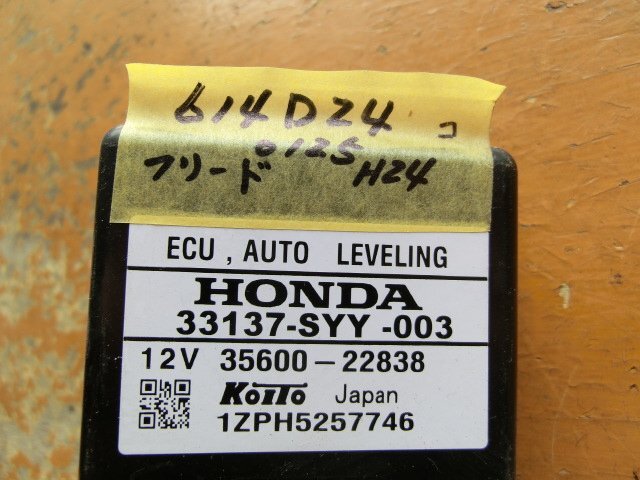 614D24 コ
0125
フリード H24
ECU , AUTO LEVELING
HONDA
33137-SYY -003
12V 35600-22838
KOITO Japan
1ZPH5257746